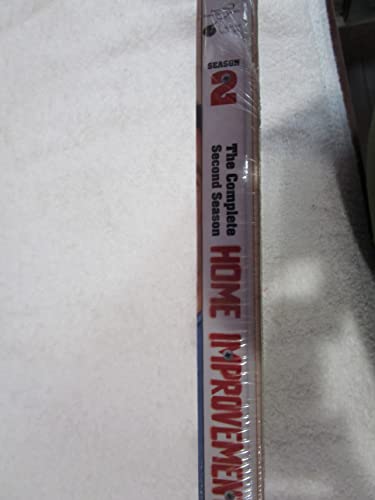 SEASON
2
The Complete
Second Season
HOME IMPROVEMEN